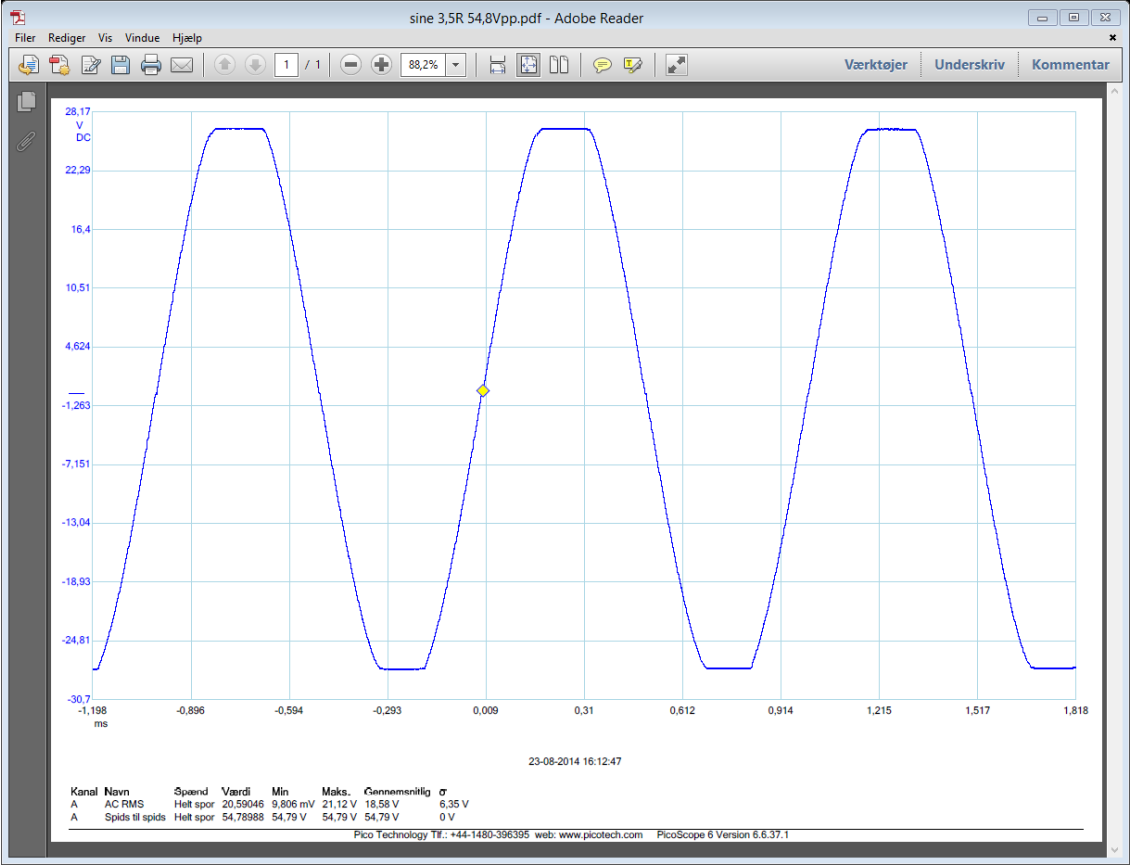 sine 3,5R 54,8Vpp.pdf - Adobe Reader
Filer Rediger Vis Vindue Hjælp
1 / 1 88,2% Værktøjer Underskriv Kommentar
28,17
V
DC
22,29
16,4
10,51
4,624
-1,263
-7,151
-13,04
-18,93
-24,81
-30,7
-1,198 -0,896 -0,594 -0,293 0,009 0,31 0,612 0,914 1,215 1,517 1,818
ms
23-08-2014 16:12:47
Kanal Navn Spænd Værdi Min Maks. Gennemsnitlig σ
A AC RMS Helt spor 20,59046 9,806 mV 21,12 V 18,58 V 6,35 V
A Spids til spids Helt spor 54,78988 54,79 V 54,79 V 54,79 V 0 V
Pico Technology Tlf.: +44-1480-396395 web: www.picotech.com PicoScope 6 Version 6.6.37.1